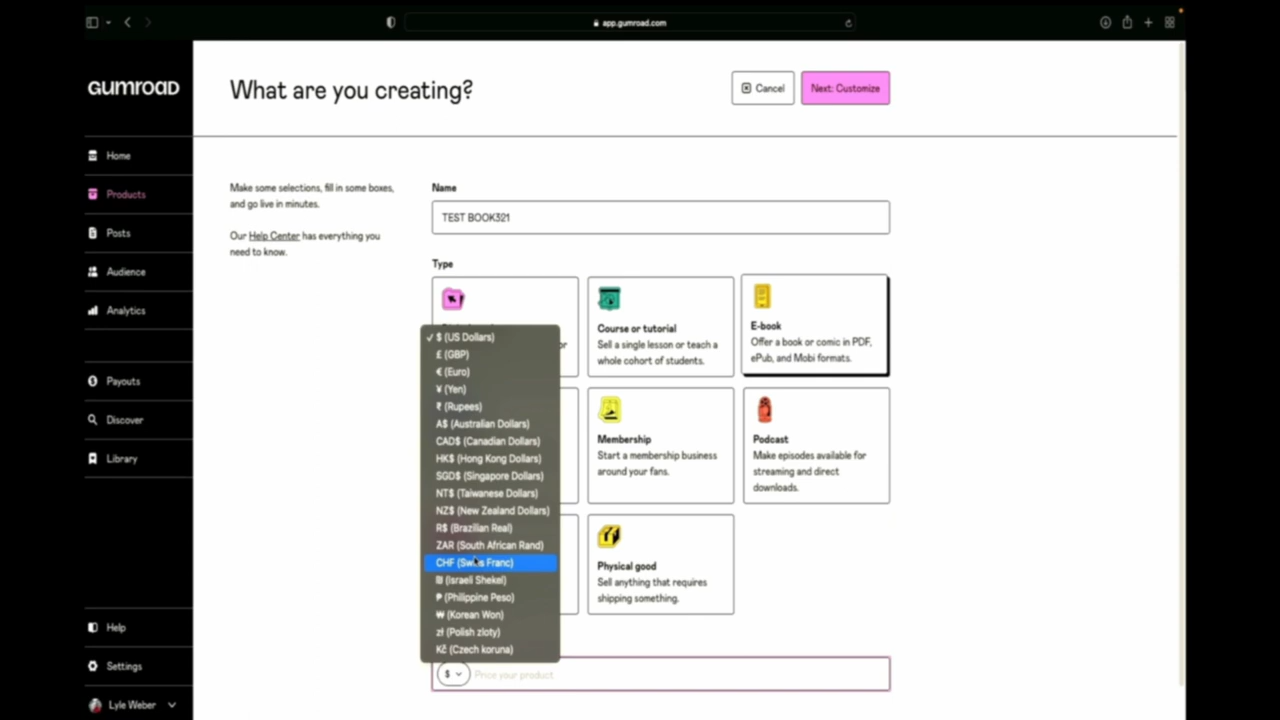 app.gumroad.com
GUMROAD
What are you creating?
Cancel
Next: Customize
Home
Products
Posts
Audience
Analytics
Payouts
Discover
Library
Help
Settings
Lyle Weber
Make some selections, fill in some boxes,
and go live in minutes.
Our Help Center has everything you
need to know.
Name
TEST BOOK321
Type
Course or tutorial
Sell a single lesson or teach a
whole cohort of students.
E-book
Offer a book or comic in PDF,
ePub, and Mobi formats.
Membership
Start a membership business
around your fans.
Podcast
Make episodes available for
streaming and direct
downloads.
Physical good
Sell anything that requires
shipping something.
✓ $ (US Dollars)
£ (GBP)
€ (Euro)
¥ (Yen)
₹ (Rupees)
A$ (Australian Dollars)
CAD$ (Canadian Dollars)
HK$ (Hong Kong Dollars)
SGD$ (Singapore Dollars)
NT$ (Taiwanese Dollars)
NZ$ (New Zealand Dollars)
R$ (Brazilian Real)
ZAR (South African Rand)
CHF (Swiss Franc)
₪ (Israeli Shekel)
₱ (Philippine Peso)
₩ (Korean Won)
zł (Polish zloty)
Kč (Czech koruna)
$
Price your product